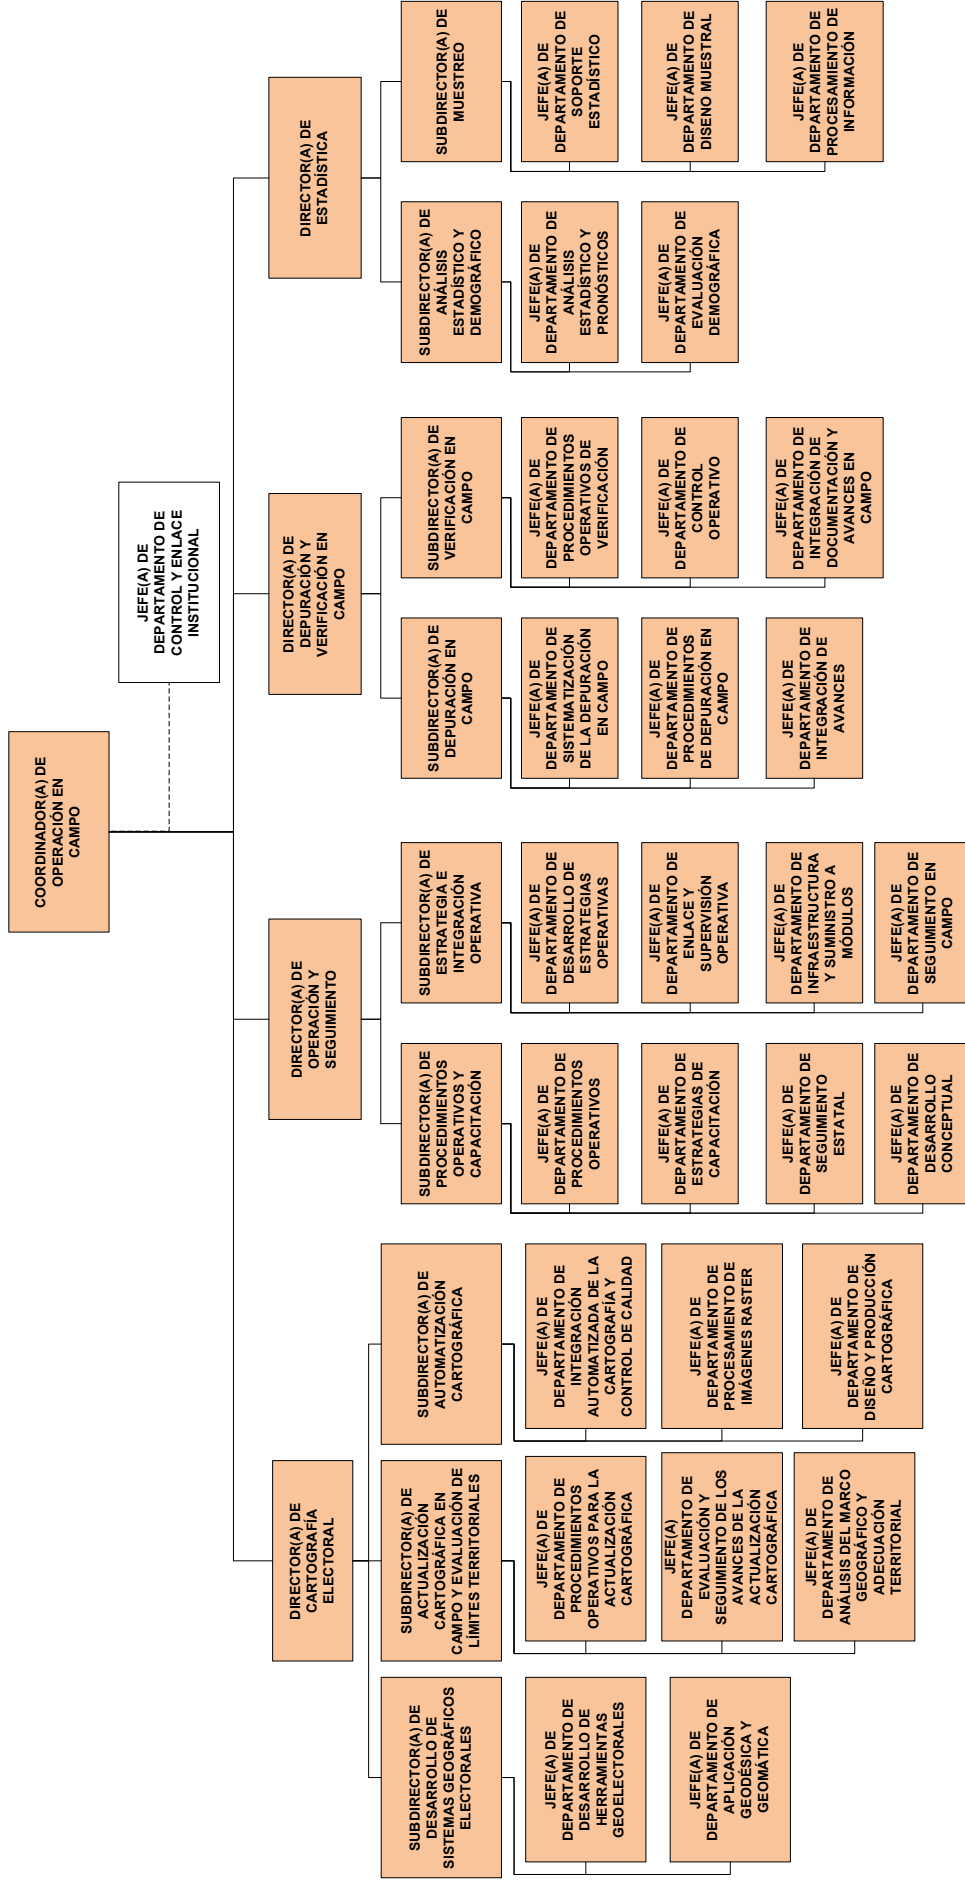 COORDINADOR(A) DE
OPERACIÓN EN
CAMPO
JEFE(A) DE
DEPARTAMENTO DE
CONTROL Y ENLACE
INSTITUCIONAL
DIRECTOR(A) DE
CARTOGRAFÍA
ELECTORAL
DIRECTOR(A) DE
OPERACIÓN Y
SEGUIMIENTO
DIRECTOR(A) DE
DEPURACIÓN Y
VERIFICACIÓN EN
CAMPO
DIRECTOR(A) DE
ESTADÍSTICA
SUBDIRECTOR(A) DE
DESARROLLO DE
SISTEMAS GEOGRÁFICOS
ELECTORALES
SUBDIRECTOR(A) DE
ACTUALIZACIÓN
CARTOGRÁFICA EN
CAMPO Y EVALUACIÓN DE
LÍMITES TERRITORIALES
SUBDIRECTOR(A) DE
AUTOMATIZACIÓN
CARTOGRÁFICA
SUBDIRECTOR(A) DE
PROCEDIMIENTOS
OPERATIVOS Y
CAPACITACIÓN
SUBDIRECTOR(A) DE
ESTRATEGIA E
INTEGRACIÓN
OPERATIVA
SUBDIRECTOR(A) DE
DEPURACIÓN EN
CAMPO
SUBDIRECTOR(A) DE
VERIFICACIÓN EN
CAMPO
SUBDIRECTOR(A) DE
ANÁLISIS
ESTADÍSTICO Y
DEMOGRÁFICO
SUBDIRECTOR(A) DE
MUESTREO
JEFE(A) DE
DEPARTAMENTO DE
DESARROLLO DE
HERRAMIENTAS
GEOELECTORALES
JEFE(A) DE
DEPARTAMENTO DE
PROCEDIMIENTOS
OPERATIVOS PARA LA
ACTUALIZACIÓN
CARTOGRÁFICA
JEFE(A) DE
DEPARTAMENTO DE
INTEGRACIÓN
AUTOMATIZADA DE LA
CARTOGRAFÍA Y
CONTROL DE CALIDAD
JEFE(A) DE
DEPARTAMENTO DE
PROCEDIMIENTOS
OPERATIVOS
JEFE(A) DE
DEPARTAMENTO DE
DESARROLLO DE
ESTRATEGIAS
OPERATIVAS
JEFE(A) DE
DEPARTAMENTO DE
SISTEMATIZACIÓN
DE LA DEPURACIÓN
EN CAMPO
JEFE(A) DE
DEPARTAMENTO DE
PROCEDIMIENTOS
OPERATIVOS DE
VERIFICACIÓN
JEFE(A) DE
DEPARTAMENTO DE
ANÁLISIS
ESTADÍSTICO Y
PRONÓSTICOS
JEFE(A) DE
DEPARTAMENTO DE
SOPORTE
ESTADÍSTICO
JEFE(A) DE
DEPARTAMENTO DE
APLICACIÓN
GEODÉSICA Y
GEOMÁTICA
JEFE(A)
DEPARTAMENTO DE
EVALUACIÓN Y
SEGUIMIENTO DE LOS
AVANCES DE LA
ACTUALIZACIÓN
CARTOGRÁFICA
JEFE(A) DE
DEPARTAMENTO DE
PROCESAMIENTO DE
IMÁGENES RASTER
JEFE(A) DE
DEPARTAMENTO DE
ESTRATEGIAS DE
CAPACITACIÓN
JEFE(A) DE
DEPARTAMENTO DE
ENLACE Y
SUPERVISIÓN
OPERATIVA
JEFE(A) DE
DEPARTAMENTO DE
PROCEDIMIENTOS
DE DEPURACIÓN EN
CAMPO
JEFE(A) DE
DEPARTAMENTO DE
CONTROL
OPERATIVO
JEFE(A) DE
DEPARTAMENTO DE
EVALUACIÓN
DEMOGRÁFICA
JEFE(A) DE
DEPARTAMENTO DE
DISEÑO MUESTRAL
JEFE(A) DE
DEPARTAMENTO DE
ANÁLISIS DEL MARCO
GEOGRÁFICO Y
ADECUACIÓN
TERRITORIAL
JEFE(A) DE
DEPARTAMENTO DE
DISEÑO Y PRODUCCIÓN
CARTOGRÁFICA
JEFE(A) DE
DEPARTAMENTO DE
SEGUIMIENTO
ESTATAL
JEFE(A) DE
DEPARTAMENTO DE
INFRAESTRUCTURA
Y SUMINISTRO A
MÓDULOS
JEFE(A) DE
DEPARTAMENTO DE
INTEGRACIÓN DE
AVANCES
JEFE(A) DE
DEPARTAMENTO DE
INTEGRACIÓN DE
DOCUMENTACIÓN Y
AVANCES EN
CAMPO
JEFE(A) DE
DEPARTAMENTO DE
PROCESAMIENTO DE
INFORMACIÓN
JEFE(A) DE
DEPARTAMENTO DE
DESARROLLO
CONCEPTUAL
JEFE(A) DE
DEPARTAMENTO DE
SEGUIMIENTO EN
CAMPO